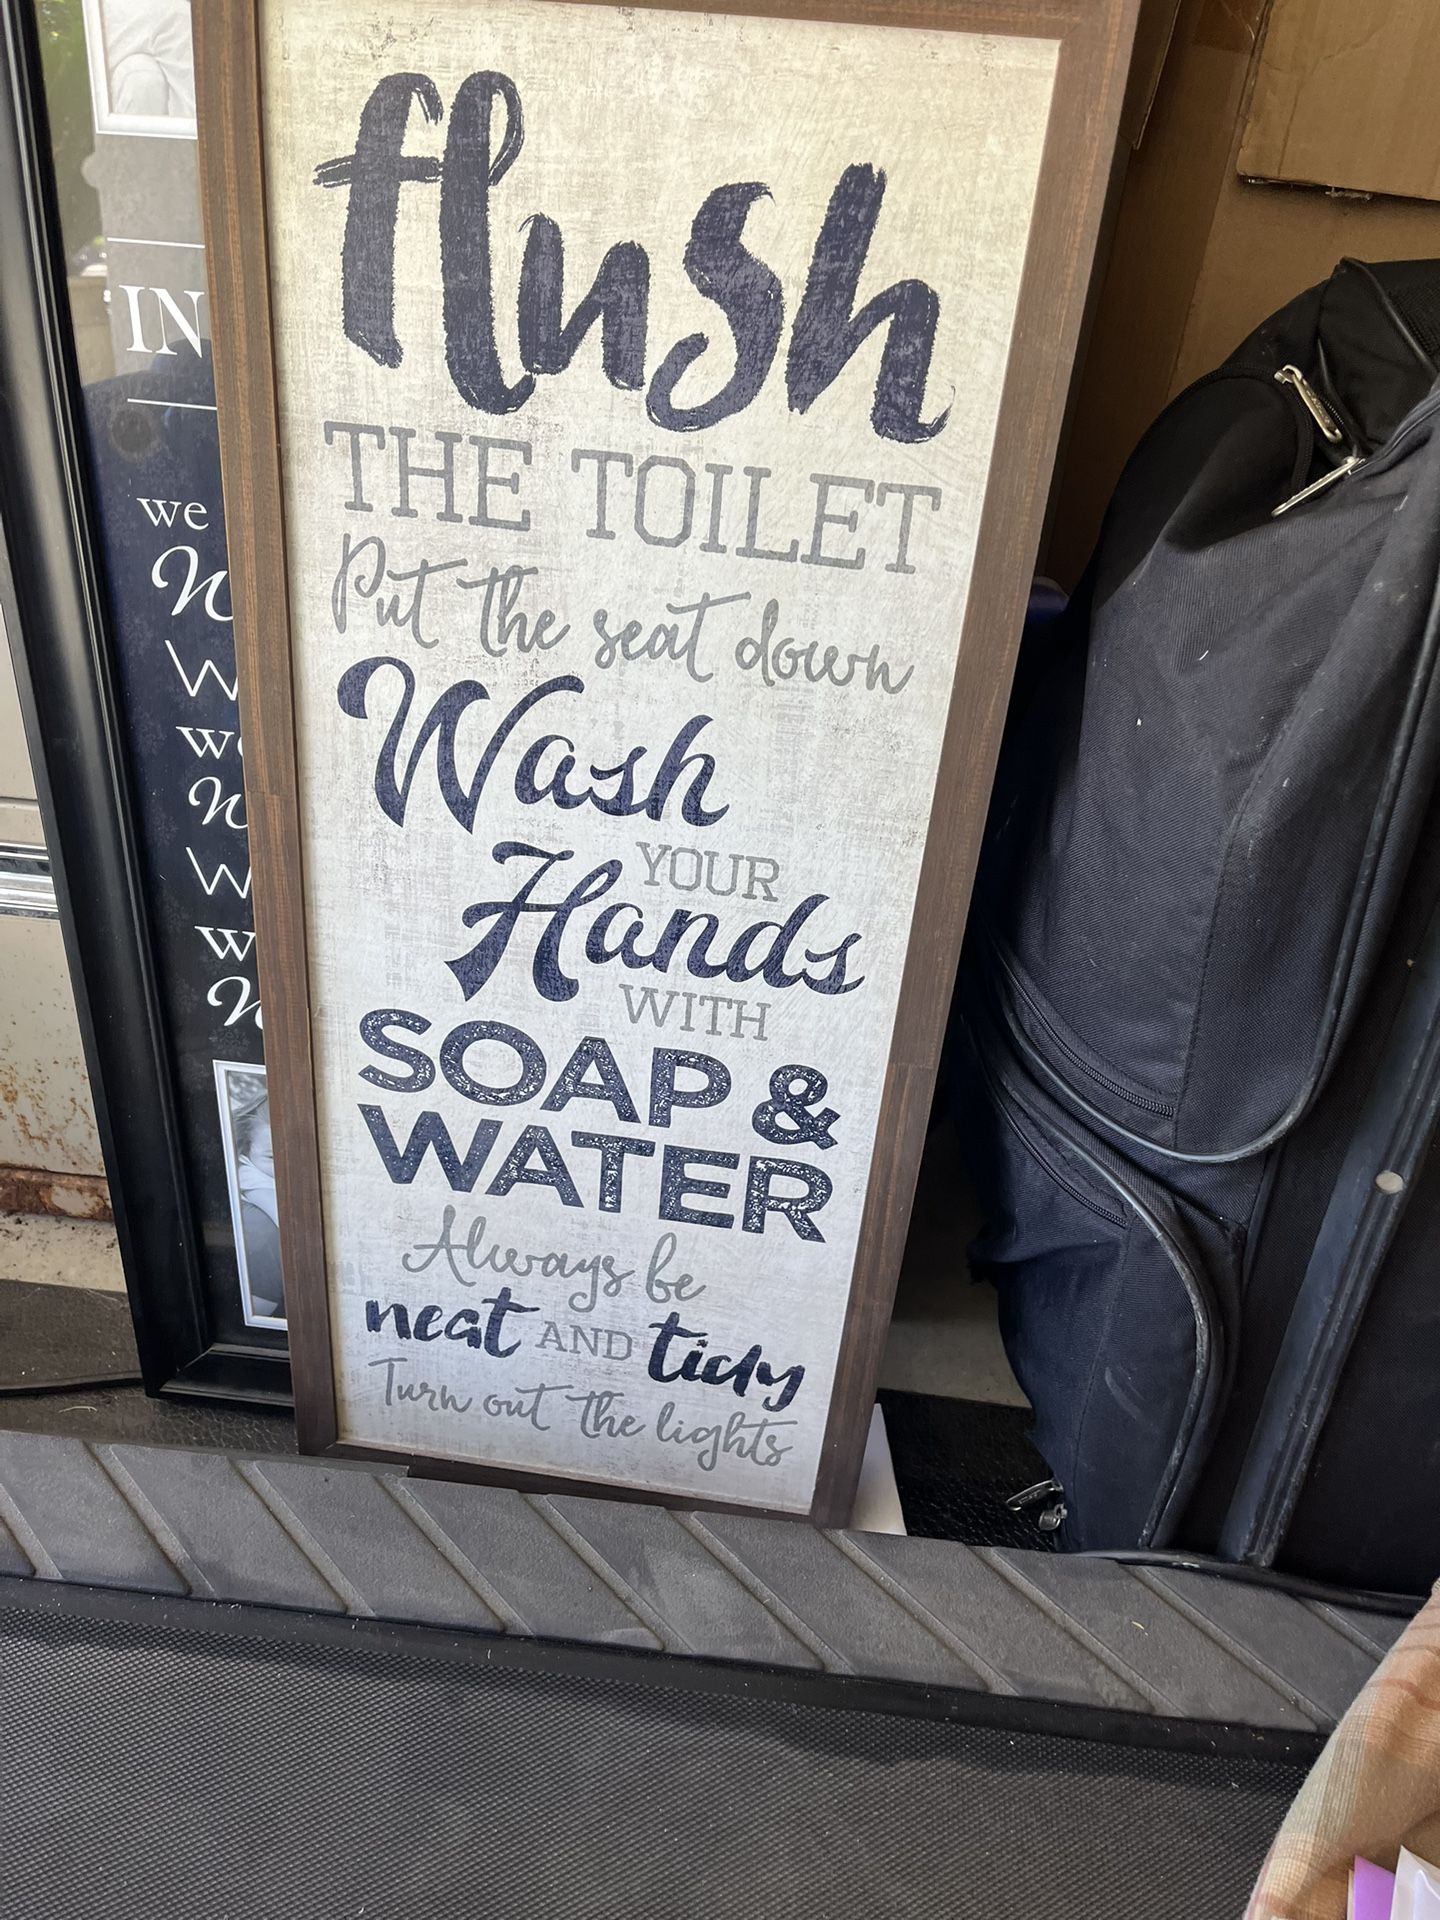 flush
THE TOILET
Put the seat down
Wash
YOUR
Hands
WITH
SOAP &
WATER
Always be
neat AND tidy
Turn out the lights
IN
we